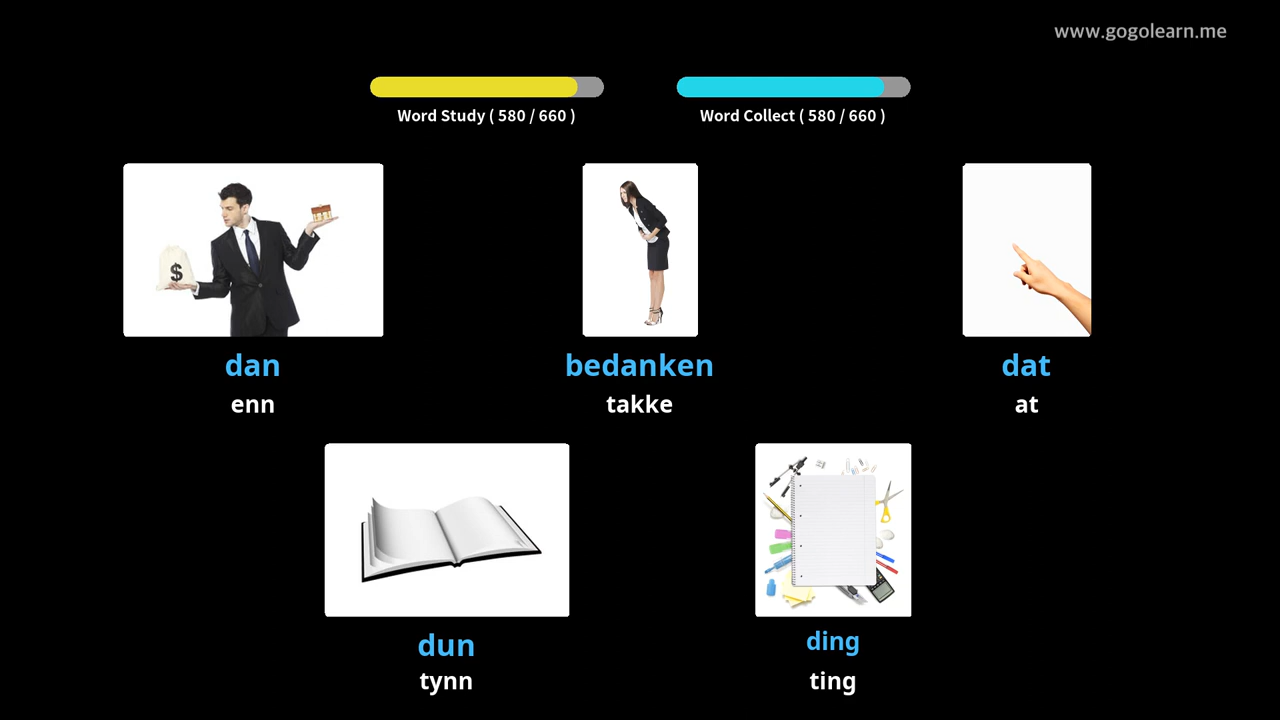 www.gogolearn.me
Word Study ( 580 / 660 )
Word Collect ( 580 / 660 )
$
dan
enn
bedanken
takke
dat
at
dun
tynn
ding
ting